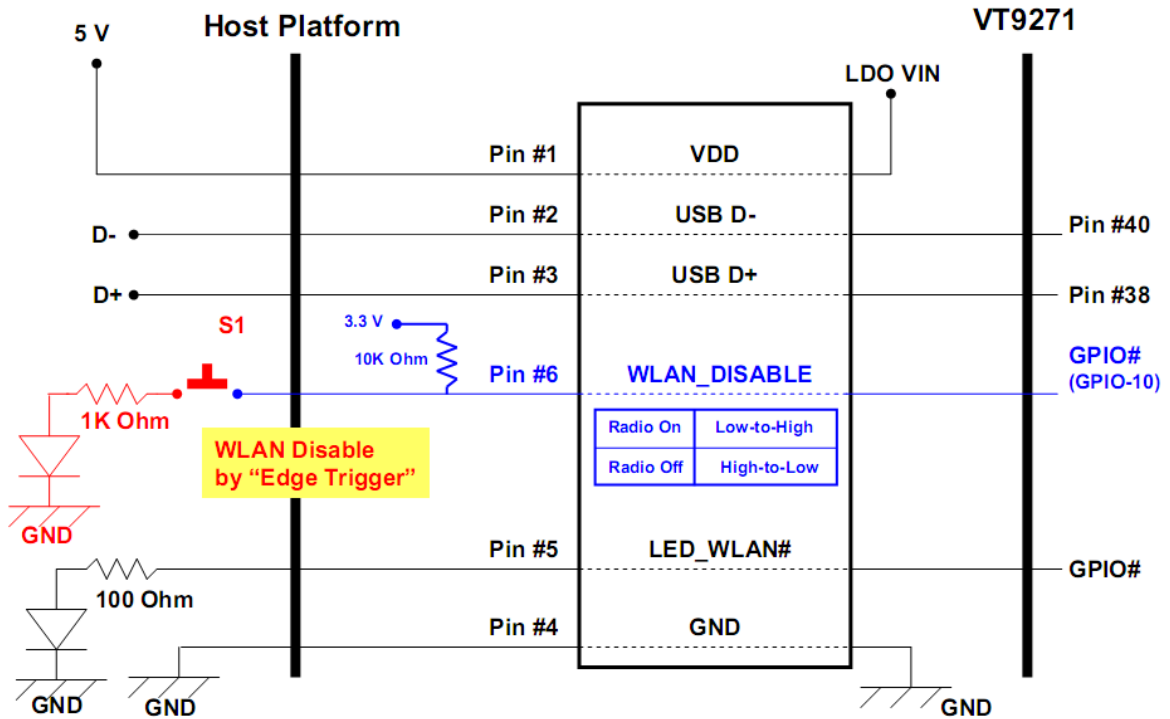 Host Platform
VT9271
5 V
LDO VIN
Pin #1
VDD
Pin #2
USB D-
D-
Pin #40
Pin #3
USB D+
D+
Pin #38
S1
3.3 V
10K Ohm
Pin #6
WLAN_DISABLE
GPIO#
(GPIO-10)
1K Ohm
Radio On
Low-to-High
WLAN Disable
by “Edge Trigger”
Radio Off
High-to-Low
GND
Pin #5
LED_WLAN#
GPIO#
100 Ohm
Pin #4
GND
GND
GND
GND